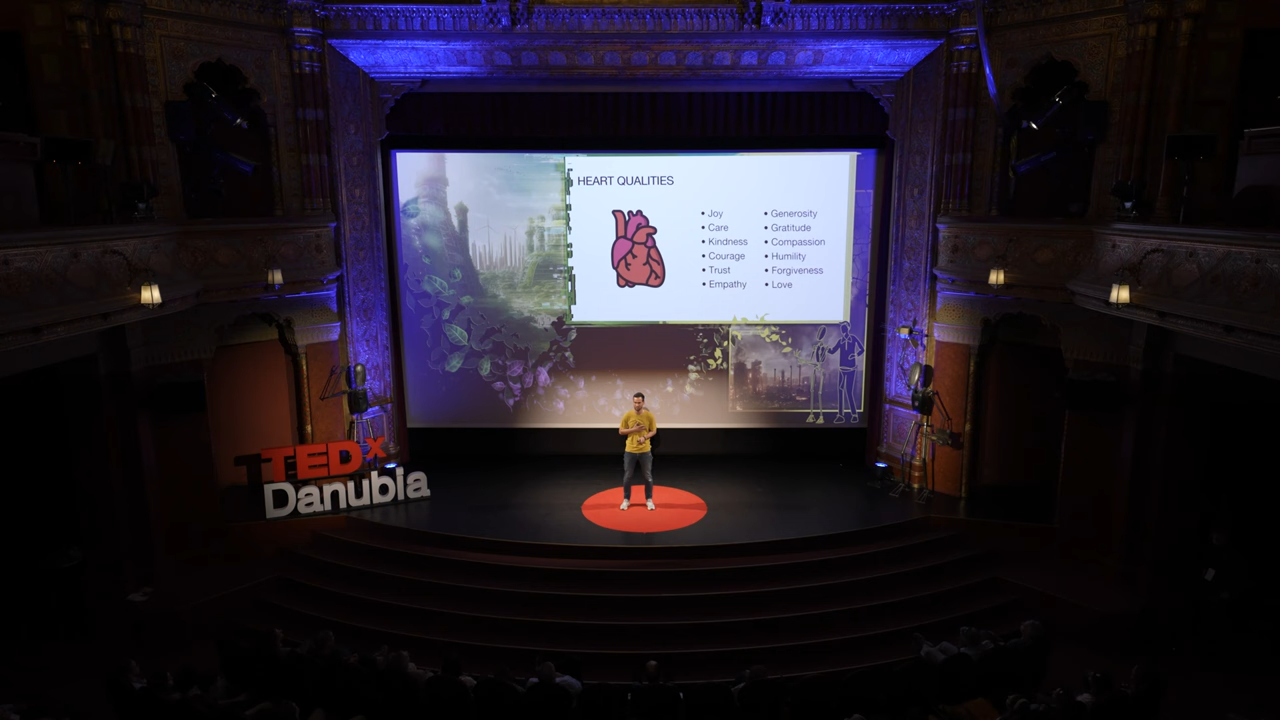 HEART QUALITIES
• Joy
• Care
• Kindness
• Courage
• Trust
• Empathy
• Generosity
• Gratitude
• Compassion
• Humility
• Forgiveness
• Love
TEDx
Danubia